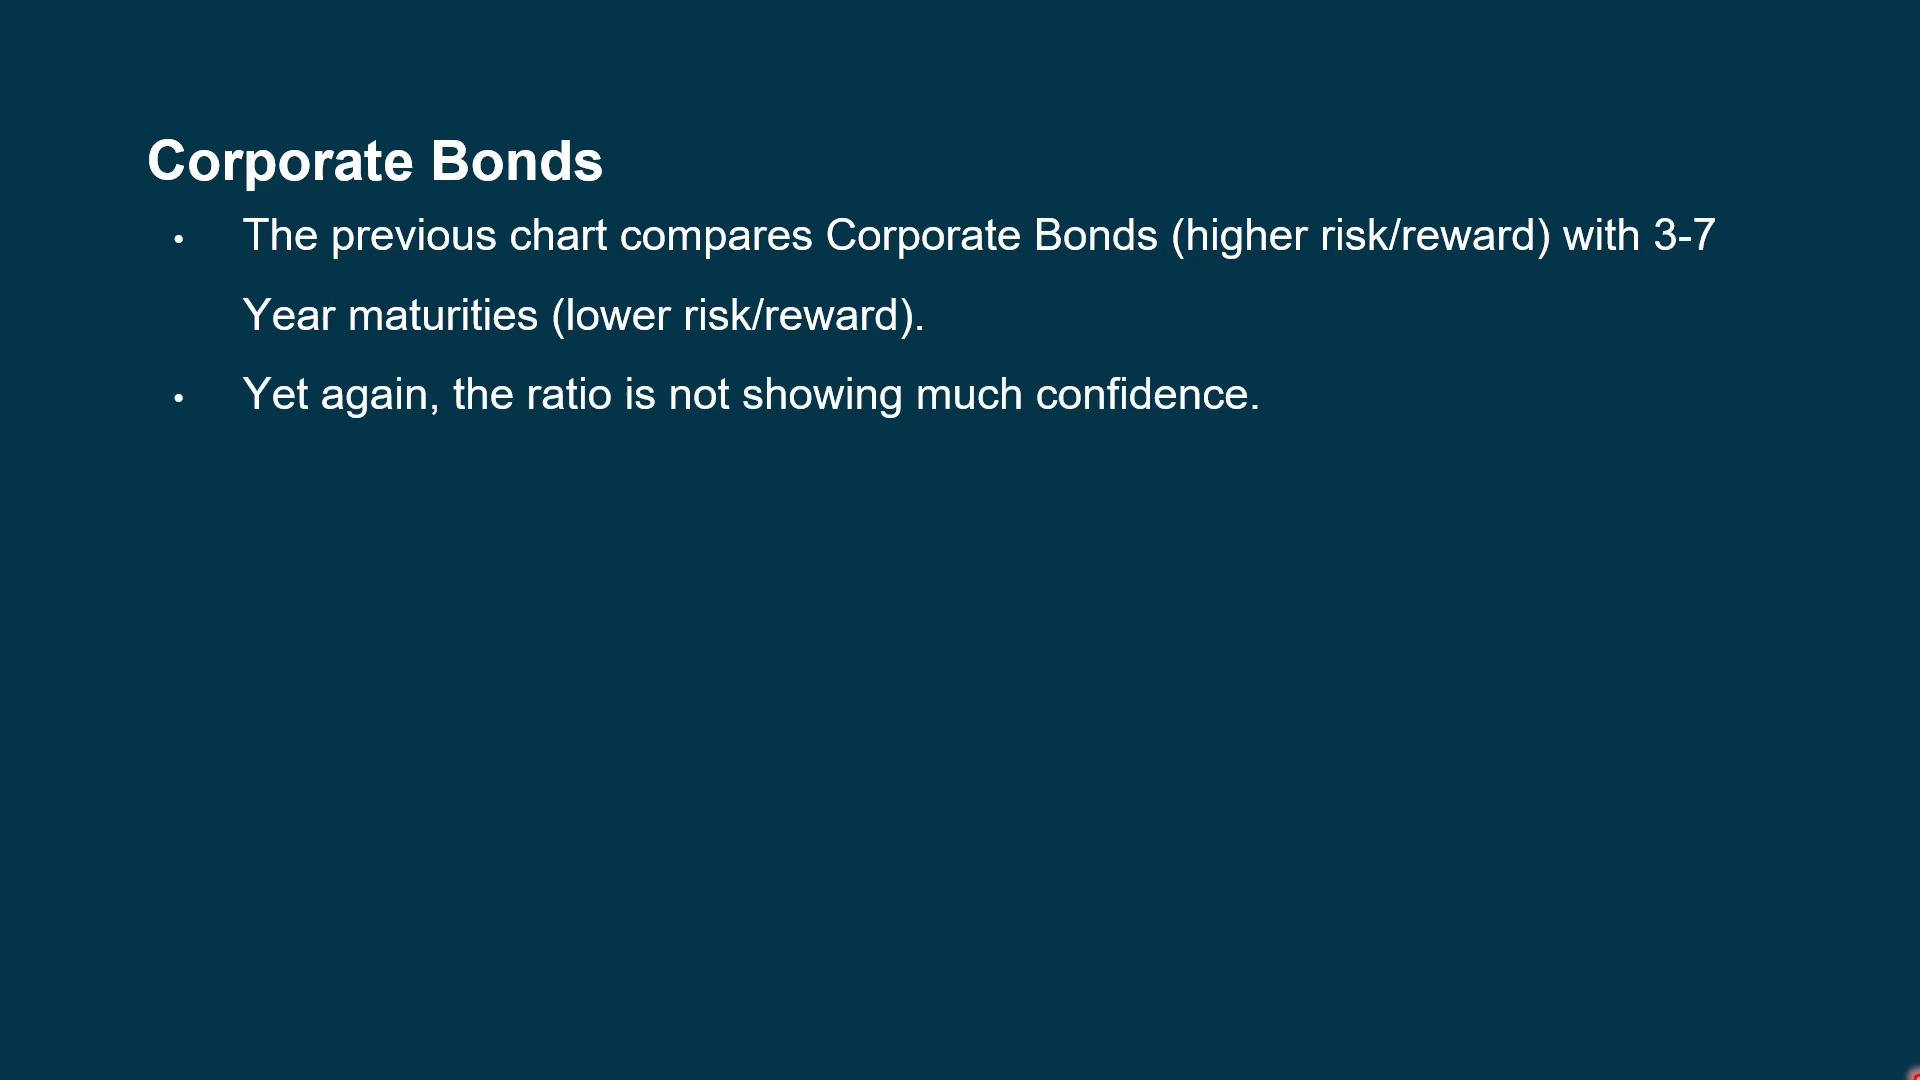 Corporate Bonds
• The previous chart compares Corporate Bonds (higher risk/reward) with 3-7
Year maturities (lower risk/reward).
• Yet again, the ratio is not showing much confidence.